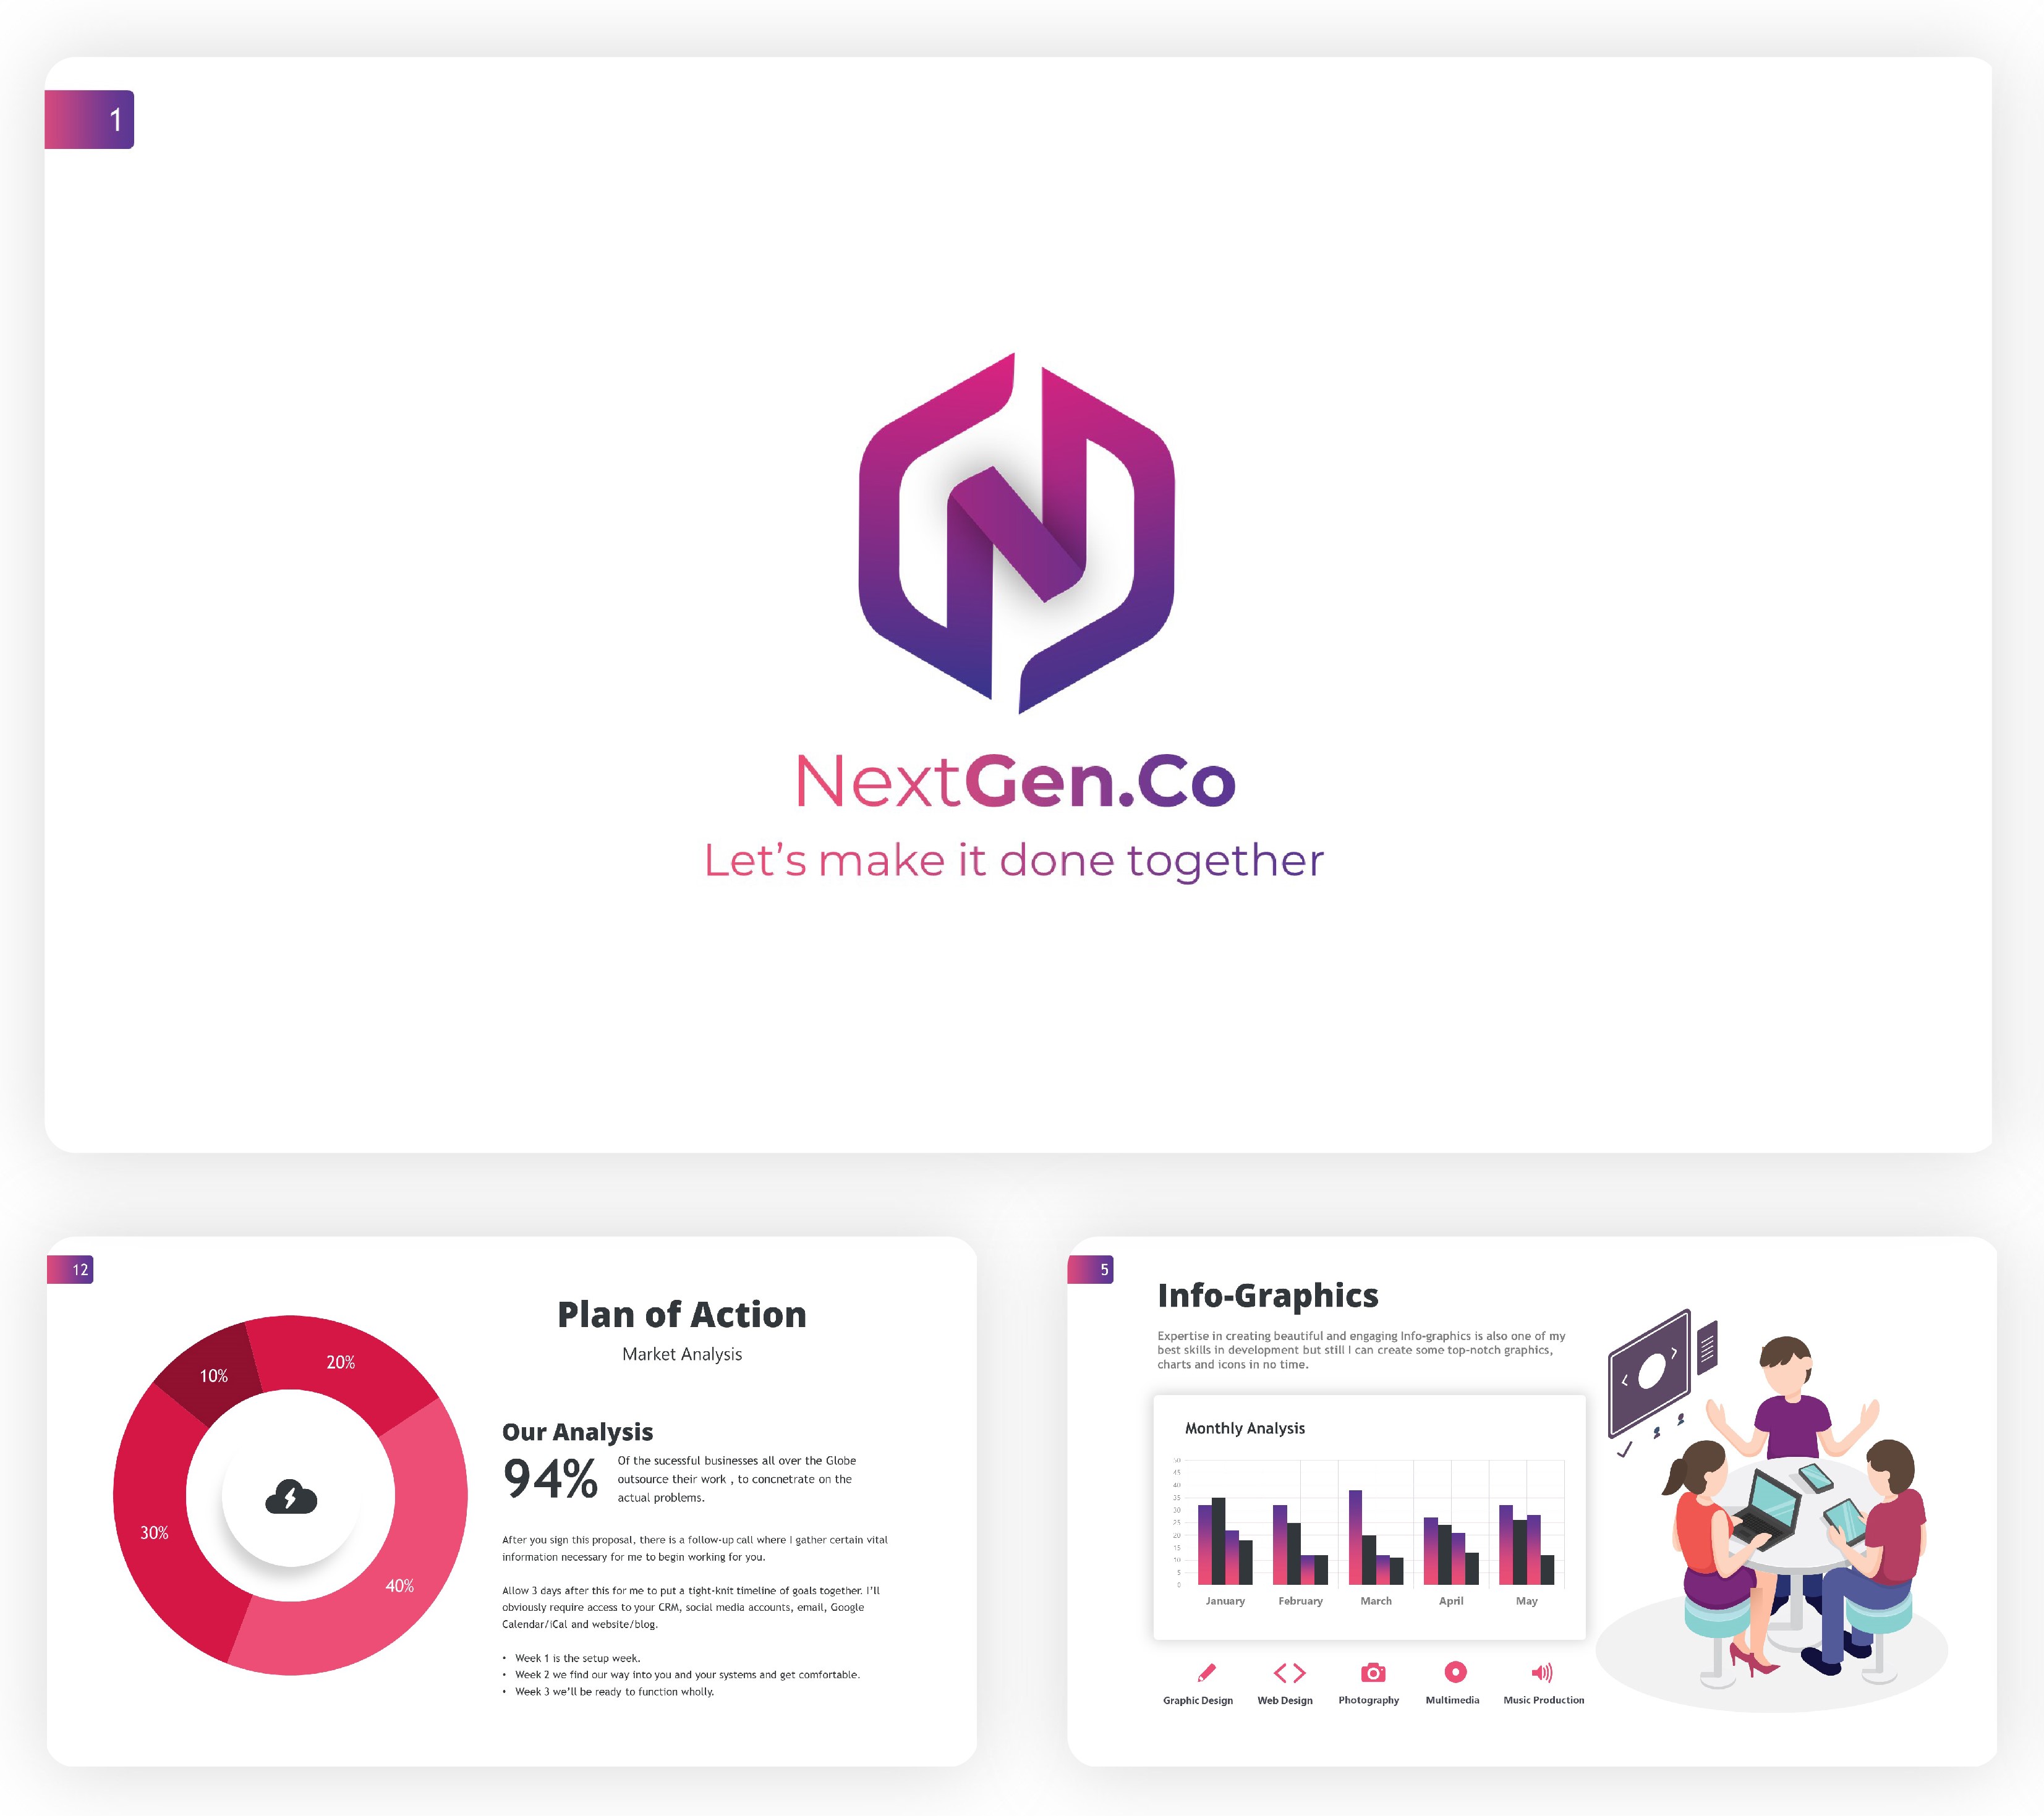 1
NextGen.Co
Let's make it done together
12
Plan of Action
Market Analysis
10%
20%
30%
40%
Our Analysis
94%
Of the sucessful businesses all over the Globe
outsource their work , to concnetrate on the
actual problems.
After you sign this proposal, there is a follow-up call where I gather certain vital
information necessary for me to begin working for you.
Allow 3 days after this for me to put a tight-knit timeline of goals together. I'll
obviously require access to your CRM, social media accounts, email, Google
Calendar/iCal and website/blog.
• Week 1 is the setup week.
• Week 2 we find our way into you and your systems and get comfortable.
• Week 3 we'll be ready to function wholly.
5
Info-Graphics
Expertise in creating beautiful and engaging Info-graphics is also one of my
best skills in development but still I can create some top-notch graphics,
charts and icons in no time.
Monthly Analysis
50
45
40
35
30
25
20
15
10
5
0
January February March April May
Graphic Design Web Design Photography Multimedia Music Production